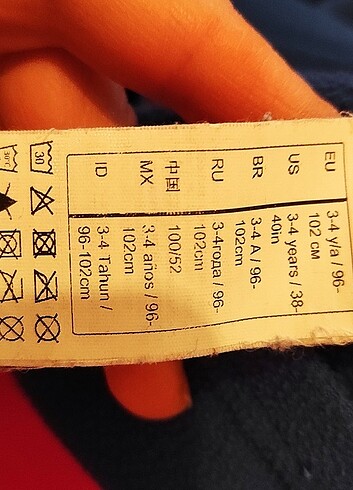 EU 3-4 y/a / 96-
102 см
US 3-4 years / 38-
40in
BR 3-4 A / 96-
102cm
RU 3-4года / 96-
102cm
中国 100/52
MX 3-4 años / 96-
102cm
ID 3-4 Tahun /
96-102cm
30
30°C